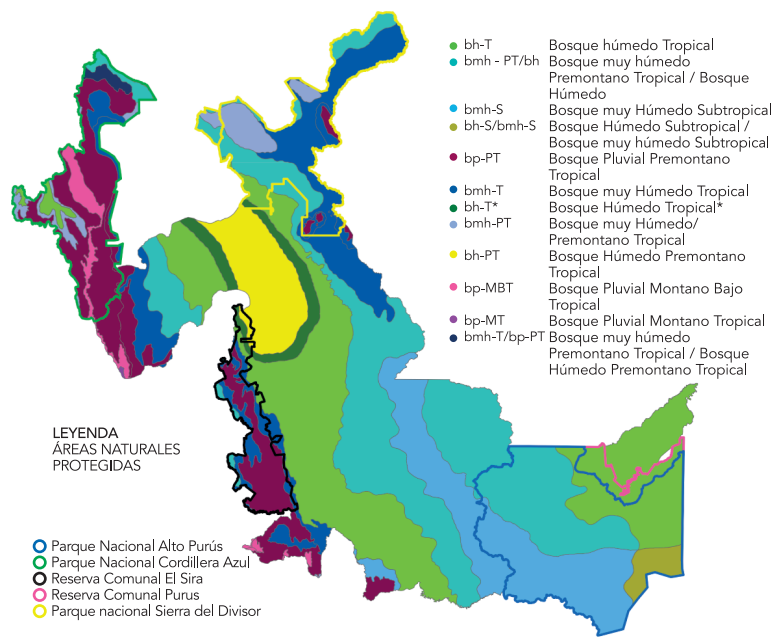 bh-T Bosque húmedo Tropical
bmh - PT/bh Bosque muy húmedo
Premontano Tropical / Bosque
Húmedo
bmh-S Bosque muy Húmedo Subtropical
bh-S/bmh-S Bosque Húmedo Subtropical /
Bosque muy húmedo Subtropical
bp-PT Bosque Pluvial Premontano
Tropical
bmh-T Bosque muy Húmedo Tropical
bh-T* Bosque Húmedo Tropical*
bmh-PT Bosque muy Húmedo/
Premontano Tropical
bh-PT Bosque Húmedo Premontano
Tropical
bp-MBT Bosque Pluvial Montano Bajo
Tropical
bp-MT Bosque Pluvial Montano Tropical
bmh-T/bp-PT Bosque muy húmedo
Premontano Tropical / Bosque
Húmedo Premontano Tropical
LEYENDA
ÁREAS NATURALES
PROTEGIDAS
Parque Nacional Alto Purús
Parque Nacional Cordillera Azul
Reserva Comunal El Sira
Reserva Comunal Purus
Parque nacional Sierra del Divisor